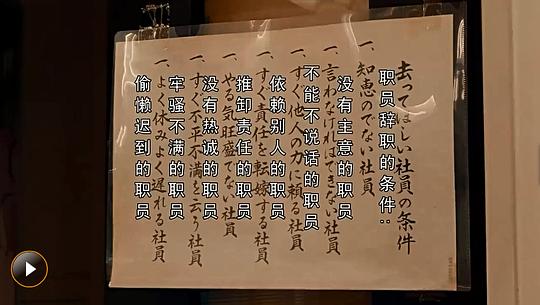 去ってほしい社員の条件
职员辞职的条件:
一、知恵のでない社員
没有主意的职员
一、言わなければできない社員
不能不说话的职员
一、すぐ他人の力に頼る社員
依赖别人的职员
一、すぐ責任を転嫁する社員
推卸责任的职员
一、やる気旺盛でない社員
没有热诚的职员
一、すぐ不平不満を云う社員
牢骚不满的职员
一、よく休みよく遅れる社員
偷懒迟到的职员